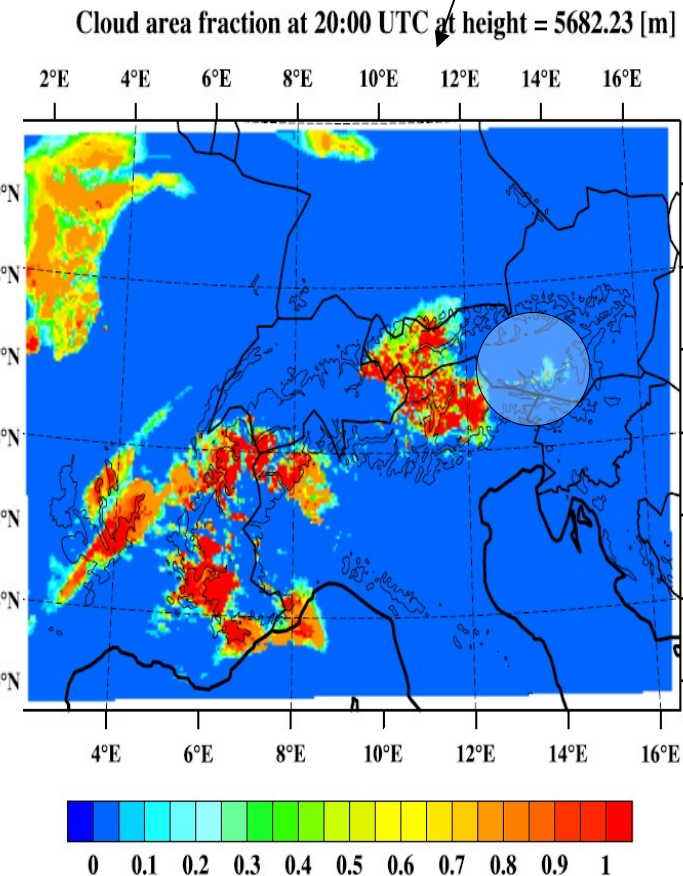 Cloud area fraction at 20:00 UTC at height = 5682.23 [m]
2°E 4°E 6°E 8°E 10°E 12°E 14°E 16°E
°N
°N
°N
°N
°N
°N
°N
4°E 6°E 8°E 10°E 12°E 14°E 16°E
0 0.1 0.2 0.3 0.4 0.5 0.6 0.7 0.8 0.9 1